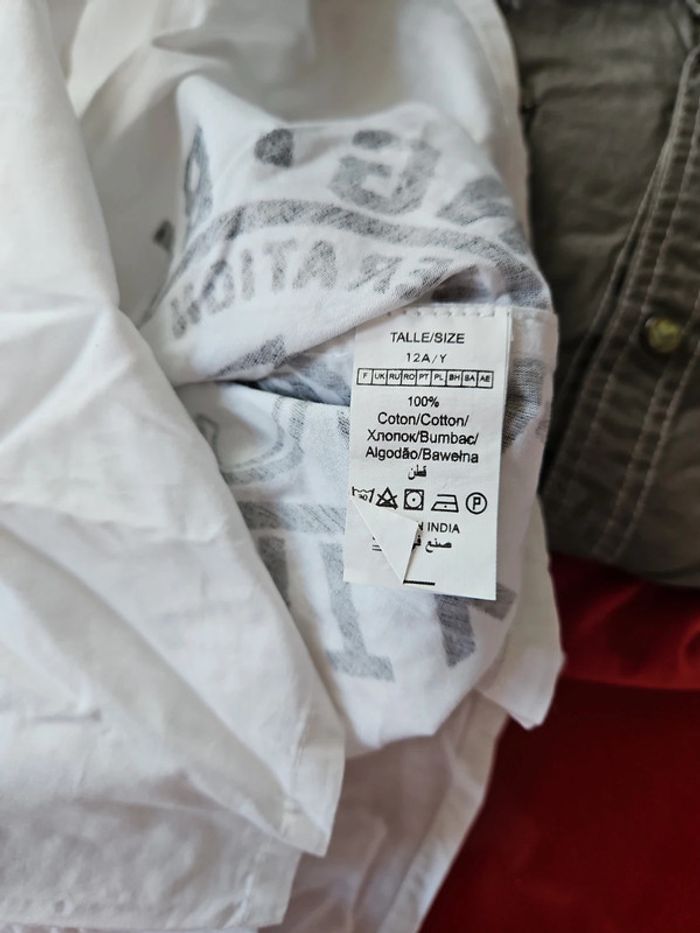 TALLE/SIZE
12A/Y
F UK RU RO PT PL BH SA AE
100%
Coton/Cotton/
Хлопок/Bumbac/
Algodão/Bawełna
قطن
P
INDIA
صنع